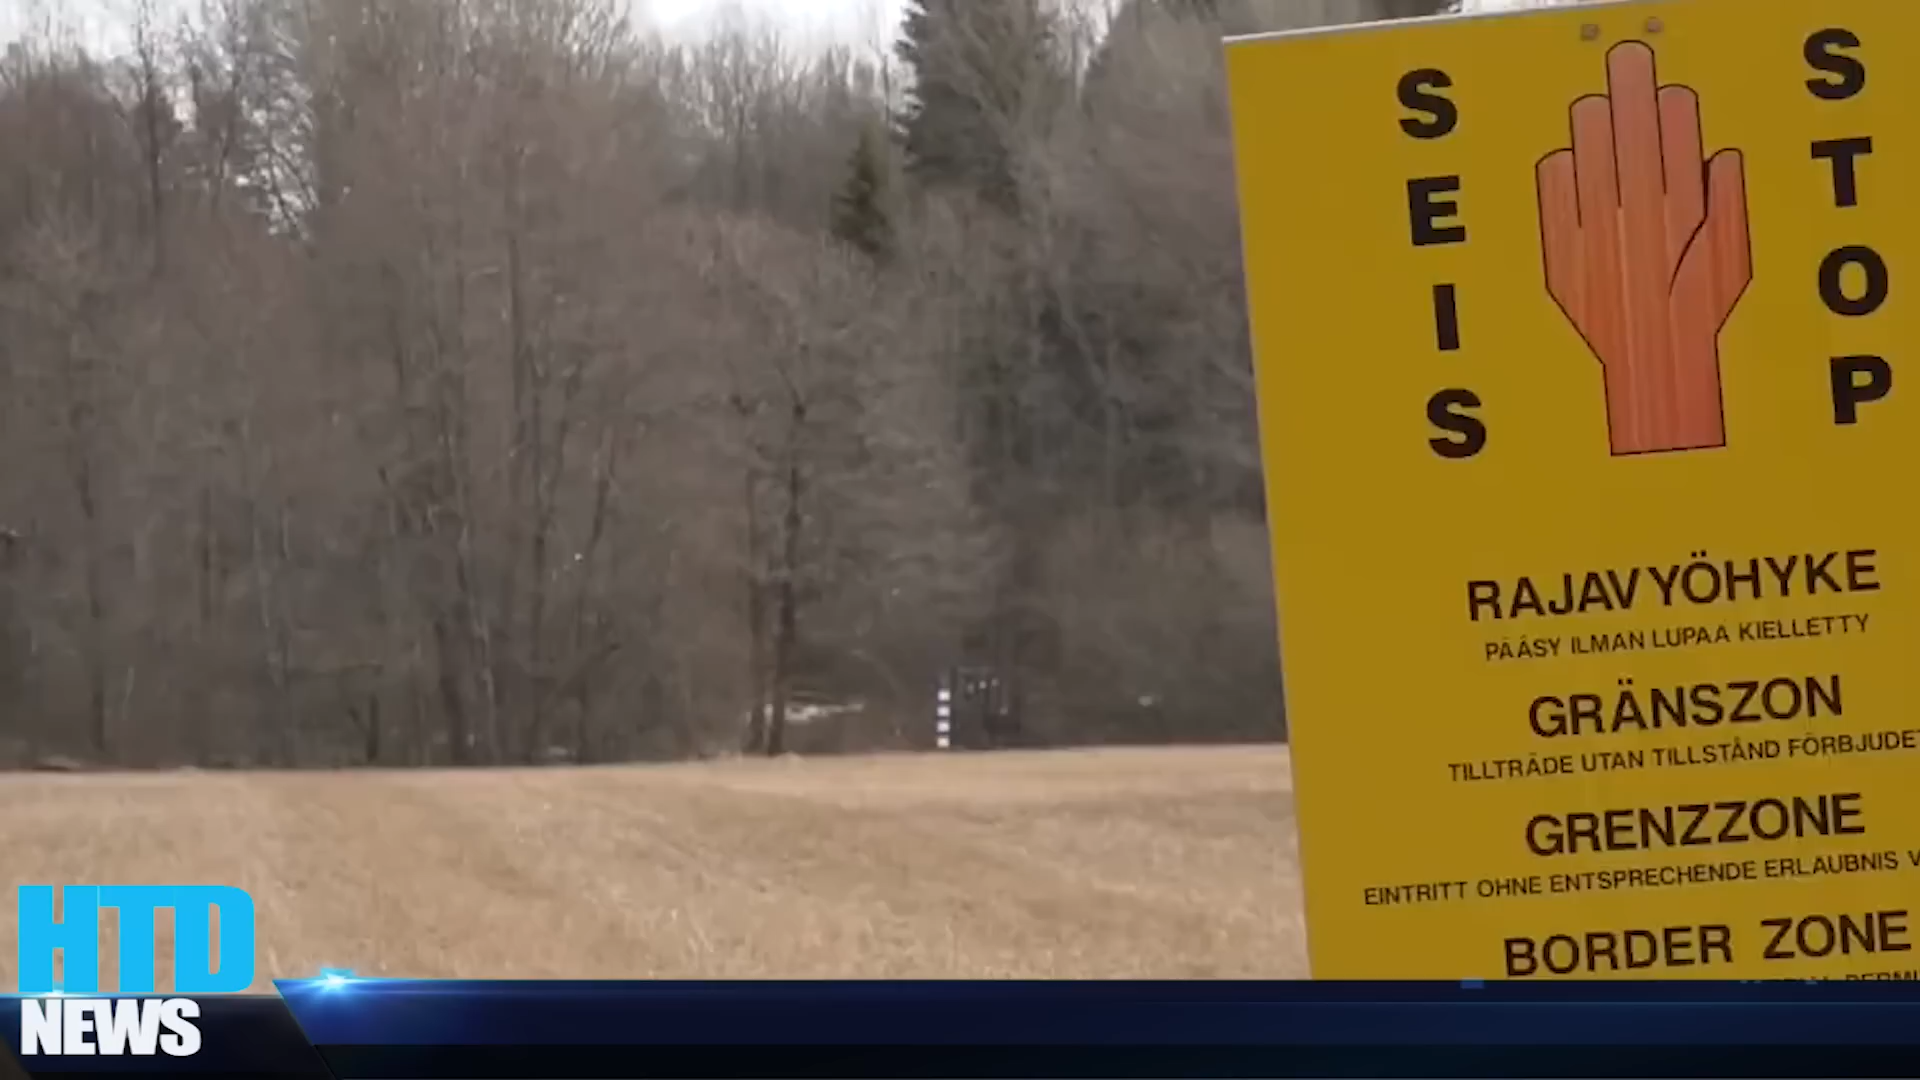 SEIS
STOP
RAJAVYÖHYKE
PÄÄSY ILMAN LUPAA KIELLETTY
GRÄNSZON
TILLTRÄDE UTAN TILLSTÅND FÖRBJUDET
GRENZZONE
EINTRITT OHNE ENTSPRECHENDE ERLAUBNIS
BORDER ZONE
HTD
NEWS